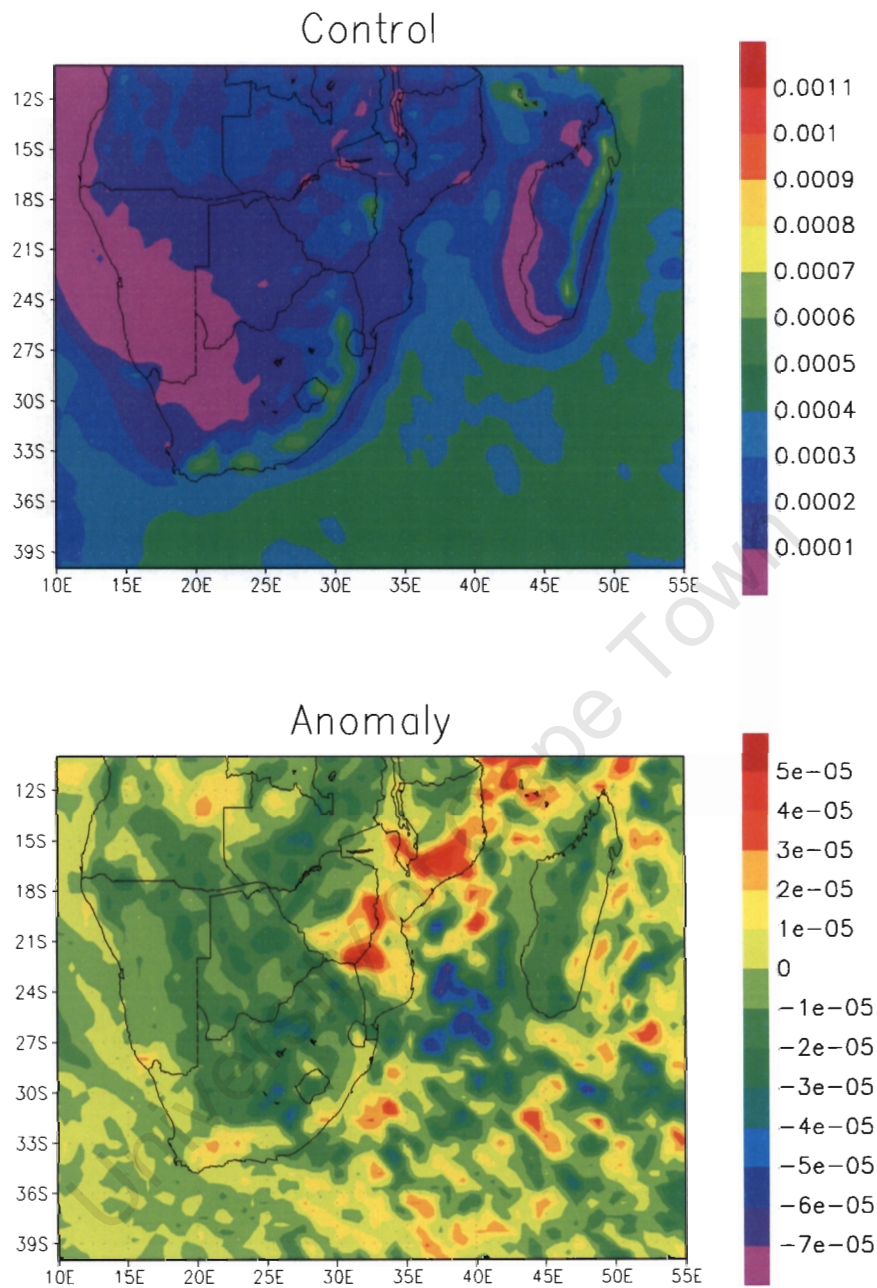 Control
12S
15S
18S
21S
24S
27S
30S
33S
36S
39S
10E 15E 20E 25E 30E 35E 40E 45E 50E 55E
0.0011
0.001
0.0009
0.0008
0.0007
0.0006
0.0005
0.0004
0.0003
0.0002
0.0001
Anomaly
12S
15S
18S
21S
24S
27S
30S
33S
36S
39S
10E 15E 20E 25E 30E 35E 40E 45E 50E 55E
5e-05
4e-05
3e-05
2e-05
1e-05
0
-1e-05
-2e-05
-3e-05
-4e-05
-5e-05
-6e-05
-7e-05
Town